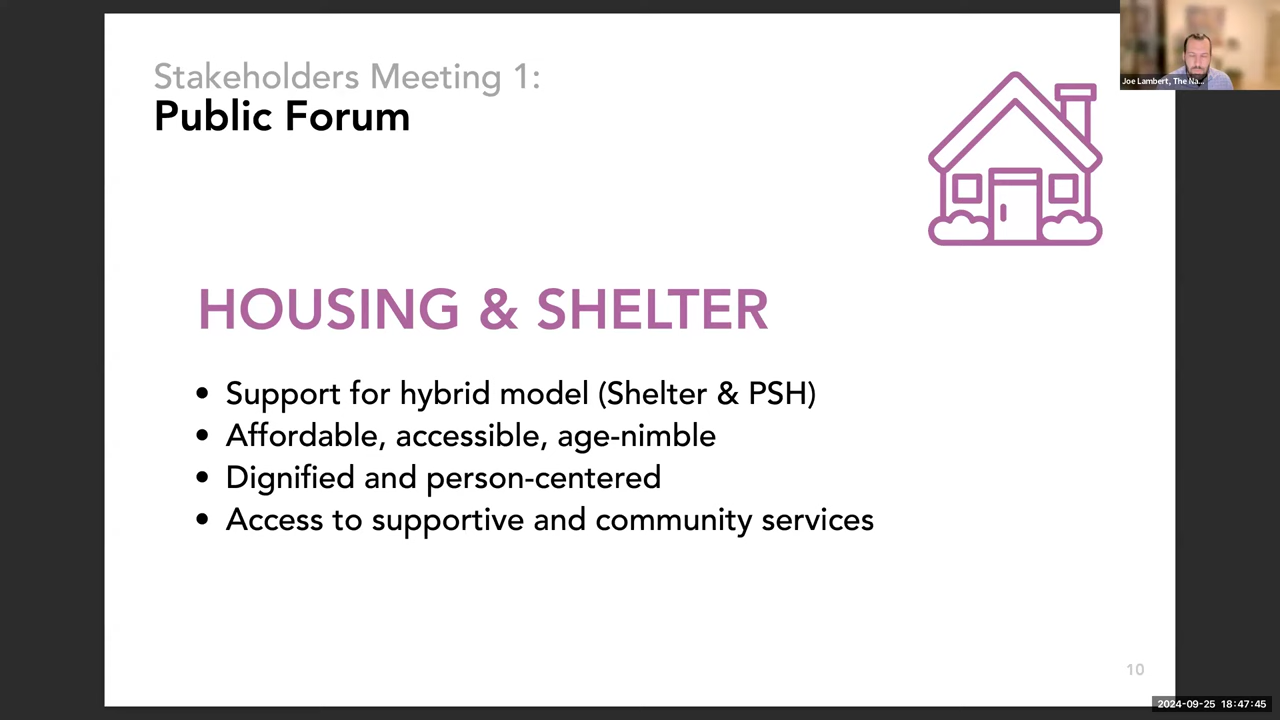 Stakeholders Meeting 1:
Public Forum
Joe Lambert, The Na...
HOUSING & SHELTER
• Support for hybrid model (Shelter & PSH)
• Affordable, accessible, age-nimble
• Dignified and person-centered
• Access to supportive and community services
10
2024-09-25 18:47:45